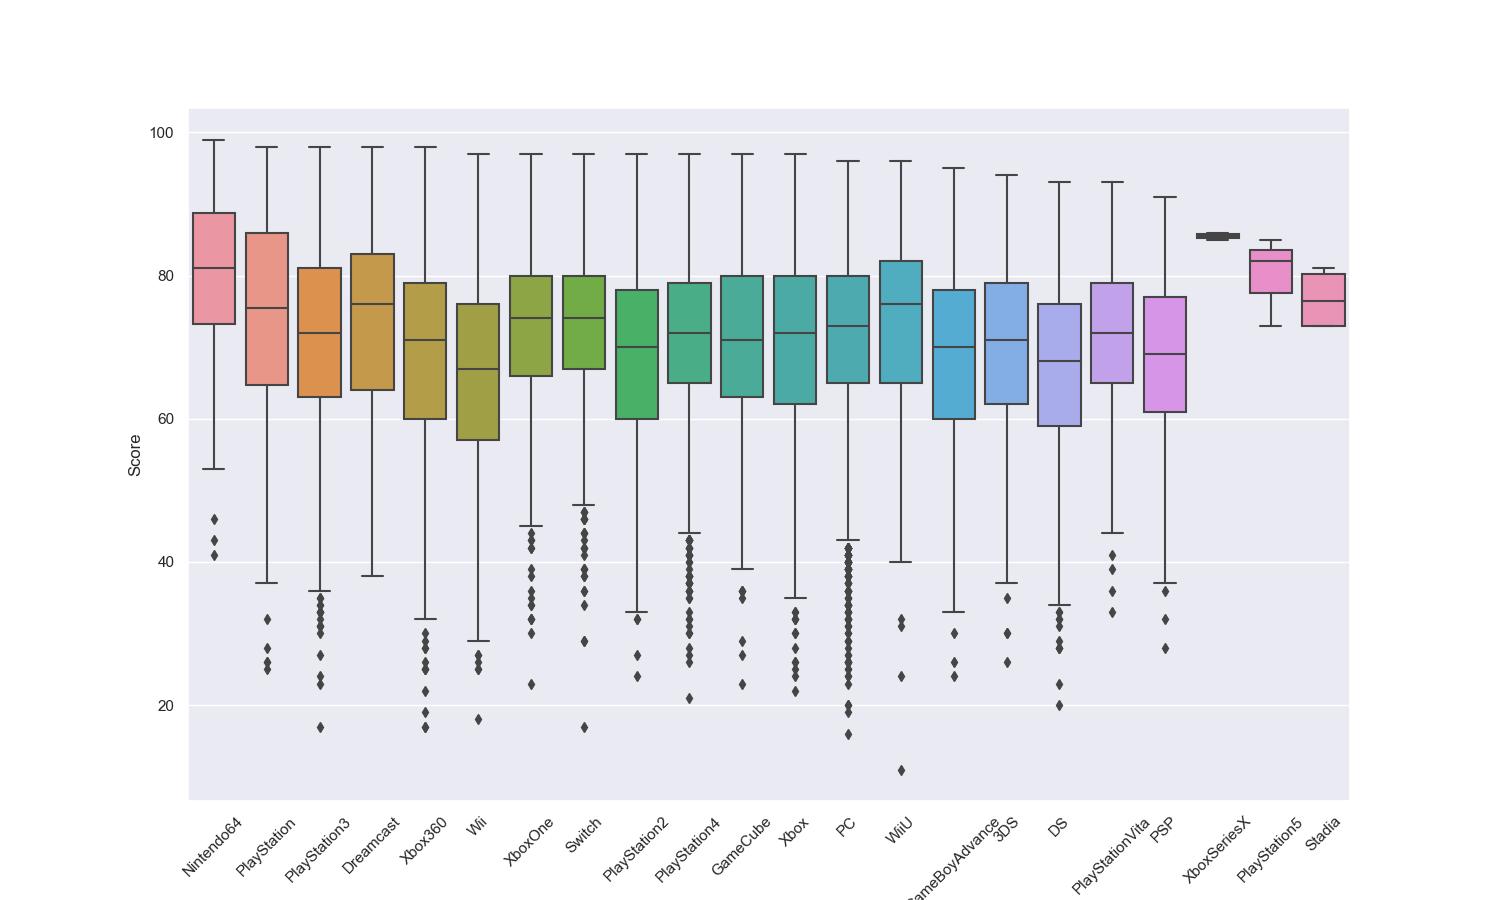 100
80
60
40
20
Score
Nintendo64
PlayStation
PlayStation3
Dreamcast
Xbox360
Wii
XboxOne
Switch
PlayStation2
PlayStation4
GameCube
Xbox
PC
WiiU
GameBoyAdvance
3DS
DS
PlayStationVita
PSP
XboxSeriesX
PlayStation5
Stadia